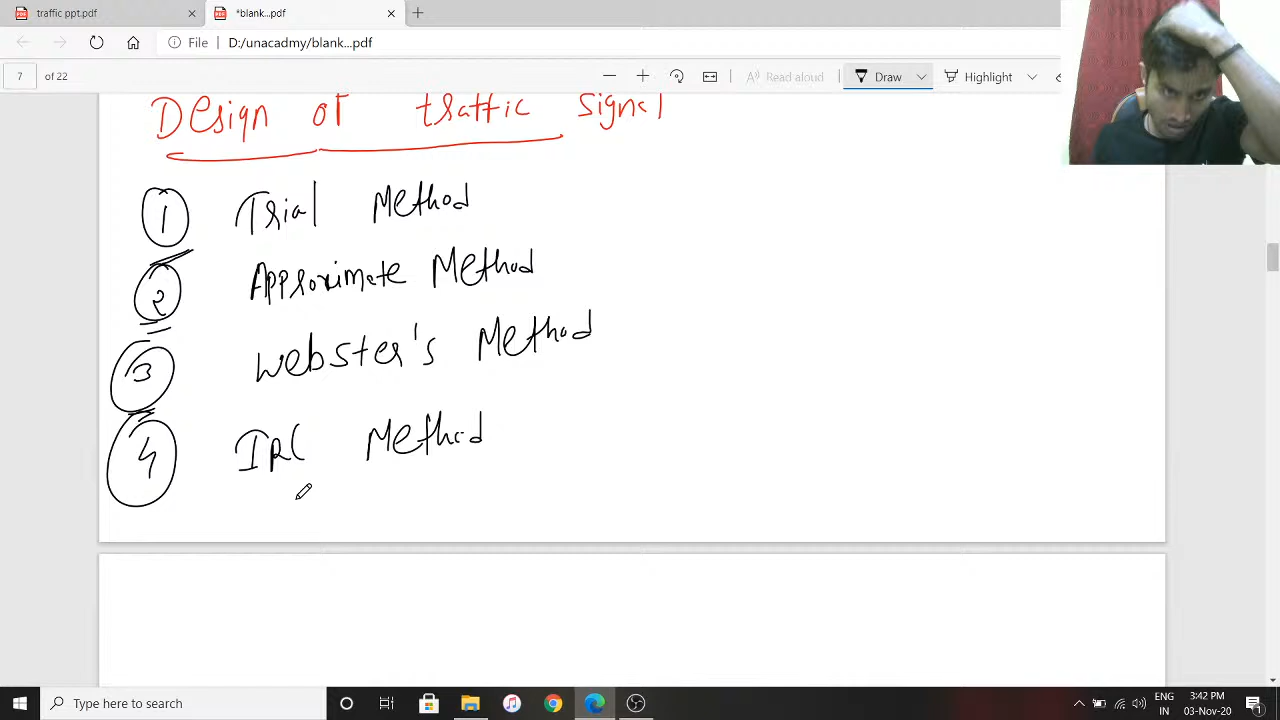 traffic ppt.pdf
*blank...pdf
File D:/unacadmy/blank...pdf
7 of 22
Read aloud Draw Highlight
Design of traffic signal
1 Trial Method
2 Approximate Method
3 Webster's Method
4 IRC Method
Type here to search
ENG
IN
3:42 PM
03-Nov-20
1